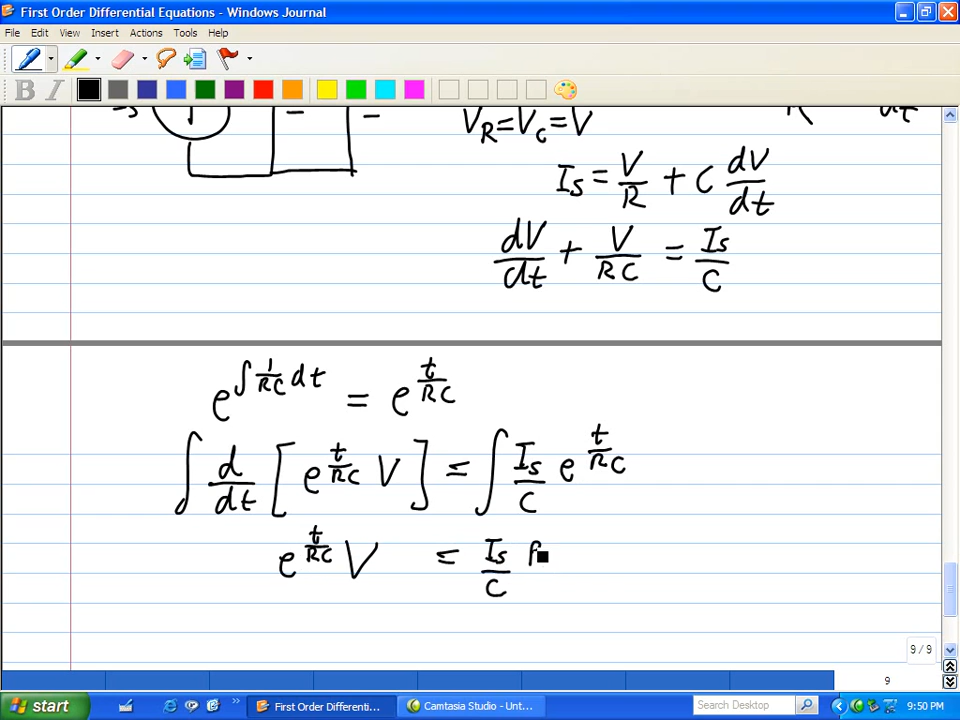 First Order Differential Equations - Windows Journal
File Edit View Insert Actions Tools Help
B I
V_R = V_C = V
I_s = V/R + C dV/dt
dV/dt + V/RC = I_s/C
e^{∫ 1/RC dt} = e^{t/RC}
∫ d/dt [ e^{t/RC} V ] = ∫ I_s/C e^{t/RC}
e^{t/RC} V = I_s/C
9 / 9
9
start
First Order Differenti...
Camtasia Studio - Unt...
Search Desktop
9:50 PM